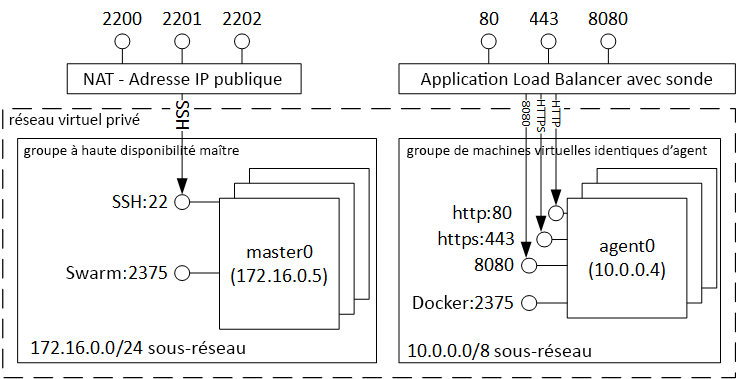 2200 2201 2202
80 443 8080
NAT - Adresse IP publique
Application Load Balancer avec sonde
SSH
8080
HTTPS
HTTP
réseau virtuel privé
groupe à haute disponibilité maître
SSH:22
Swarm:2375
master0
(172.16.0.5)
172.16.0.0/24 sous-réseau
groupe de machines virtuelles identiques d'agent
http:80
https:443
8080
Docker:2375
agent0
(10.0.0.4)
10.0.0.0/8 sous-réseau